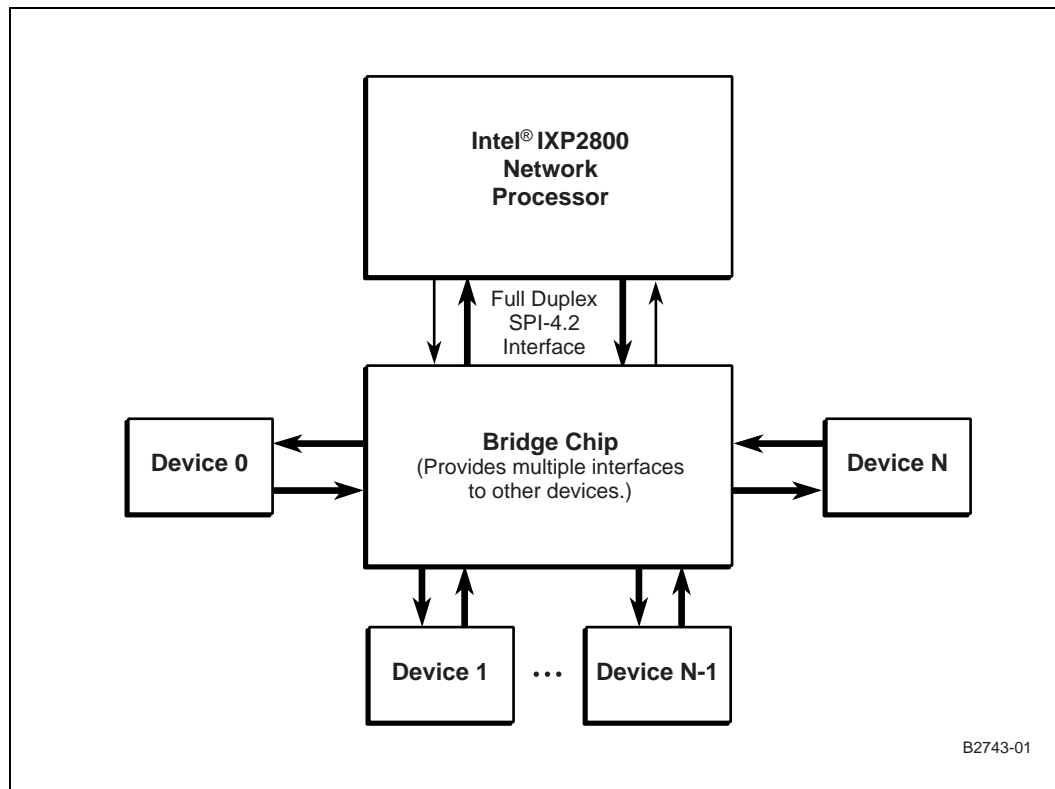 Intel® IXP2800
Network
Processor
Full Duplex
SPI-4.2
Interface
Bridge Chip
(Provides multiple interfaces
to other devices.)
Device 0
Device N
Device 1
...
Device N-1
B2743-01